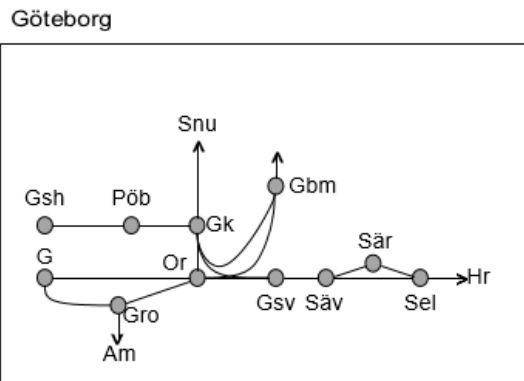 Göteborg
Snu
Gsh
Pöb
Gk
Gbm
G
Or
Sär
Hr
Gro
Gsv
Säv
Sel
Am